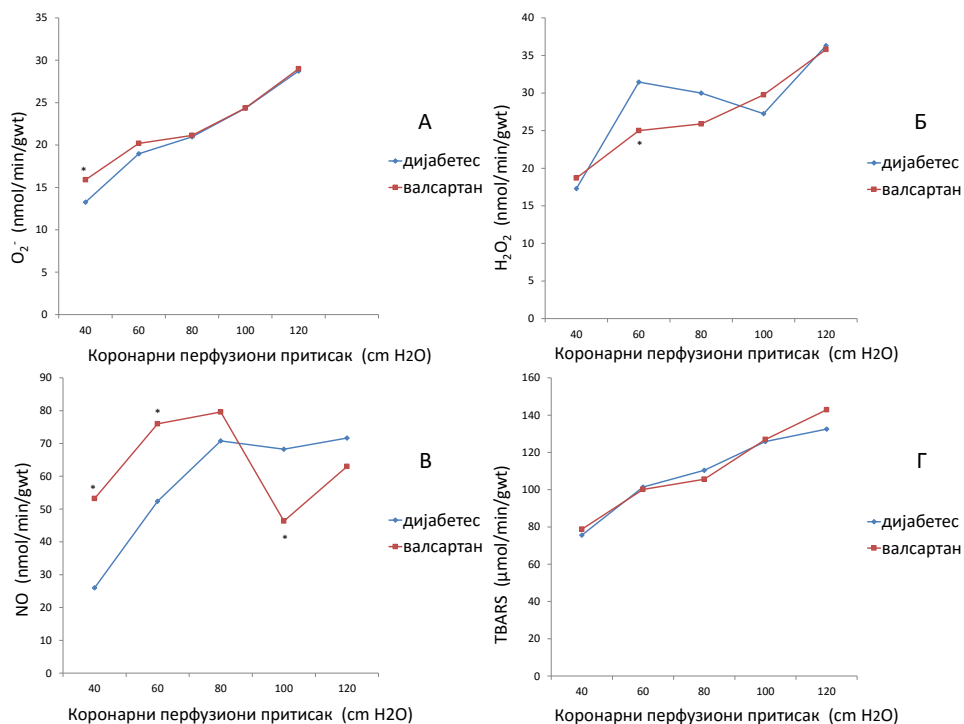 35
30
25
20
15
10
5
0
O₂⁻ (nmol/min/gwt)
*
А
дијабетес
валсартан
40 60 80 100 120
Коронарни перфузиони притисак (cm H2O)
40
35
30
25
20
15
10
5
0
H₂O₂ (nmol/min/gwt)
*
Б
дијабетес
валсартан
40 60 80 100 120
Коронарни перфузиони притисак (cm H2O)
90
80
70
60
50
40
30
20
10
0
NO (nmol/min/gwt)
*
*
*
В
дијабетес
валсартан
40 60 80 100 120
Коронарни перфузиони притисак (cm H2O)
160
140
120
100
80
60
40
20
0
TBARS (μmol/min/gwt)
Г
дијабетес
валсартан
40 60 80 100 120
Коронарни перфузиони притисак (cm H2O)